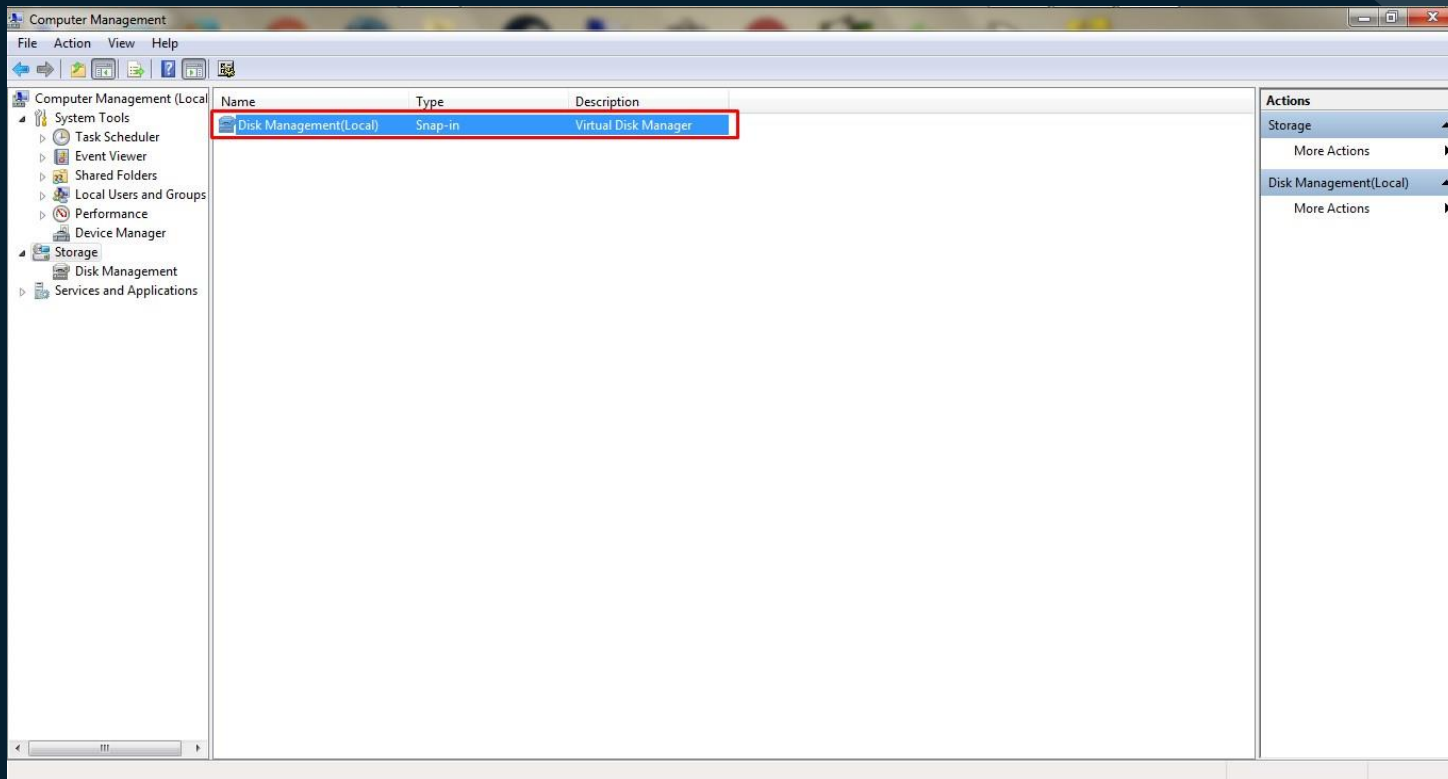 Computer Management
File Action View Help
Computer Management (Local
System Tools
Task Scheduler
Event Viewer
Shared Folders
Local Users and Groups
Performance
Device Manager
Storage
Disk Management
Services and Applications
Name Type Description
Disk Management(Local) Snap-in Virtual Disk Manager
Actions
Storage
More Actions
Disk Management(Local)
More Actions